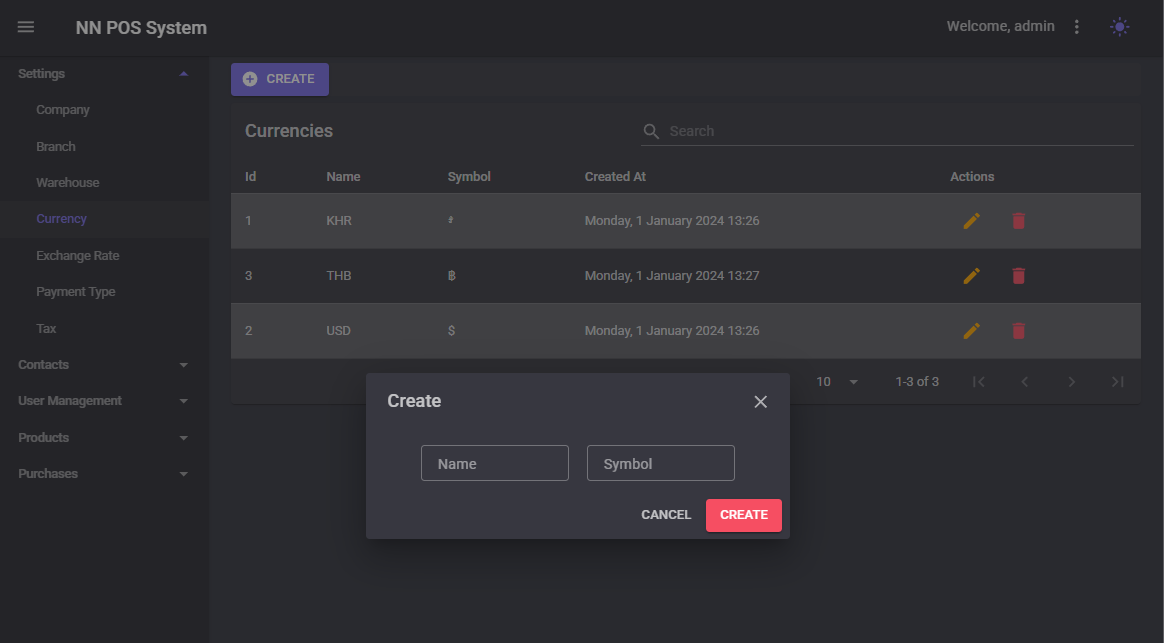 NN POS System
Welcome, admin
Settings
Company
Branch
Warehouse
Currency
Exchange Rate
Payment Type
Tax
Contacts
User Management
Products
Purchases
CREATE
Currencies
Search
Id Name Symbol Created At Actions
1 KHR ៛ Monday, 1 January 2024 13:26
3 THB ฿ Monday, 1 January 2024 13:27
2 USD $ Monday, 1 January 2024 13:26
10 1-3 of 3
Create
Name Symbol
CANCEL CREATE